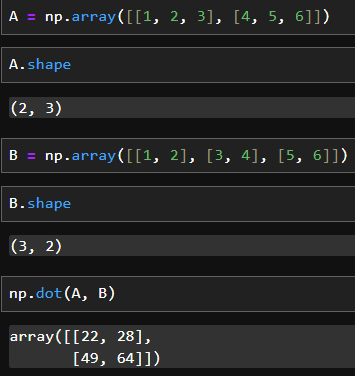 A = np.array([[1, 2, 3], [4, 5, 6]])
A.shape
(2, 3)
B = np.array([[1, 2], [3, 4], [5, 6]])
B.shape
(3, 2)
np.dot(A, B)
array([[22, 28],
       [49, 64]])